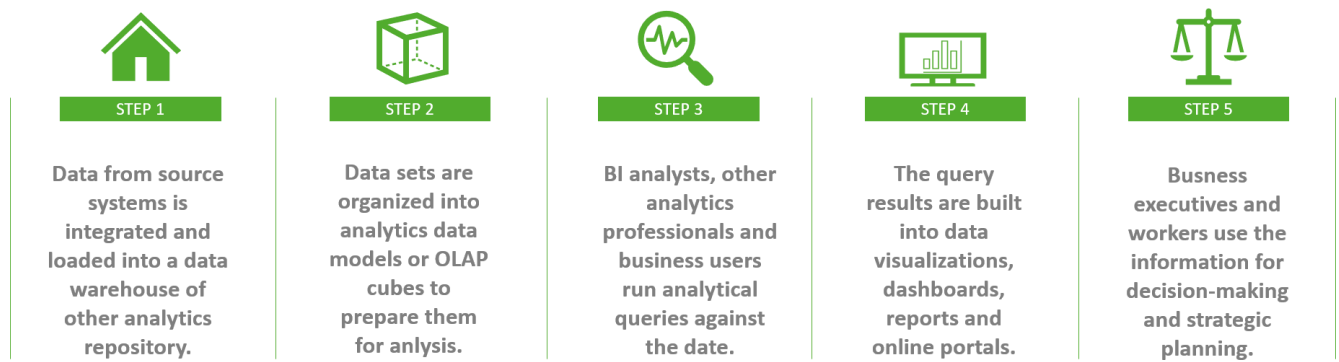 STEP 1
Data from source
systems is
integrated and
loaded into a data
warehouse of
other analytics
repository.
STEP 2
Data sets are
organized into
analytics data
models or OLAP
cubes to
prepare them
for anlysis.
STEP 3
BI analysts, other
analytics
professionals and
business users
run analytical
queries against
the date.
STEP 4
The query
results are built
into data
visualizations,
dashboards,
reports and
online portals.
STEP 5
Busness
executives and
workers use the
information for
decision-making
and strategic
planning.